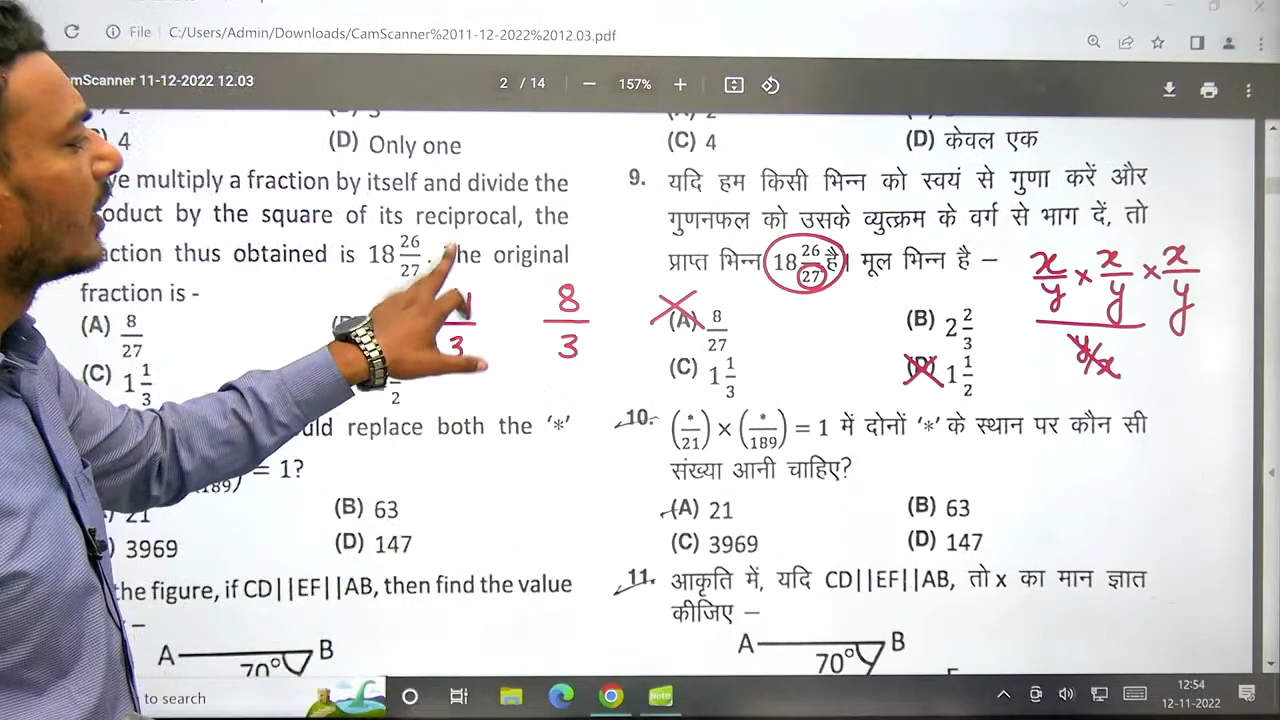 File C:/Users/Admin/Downloads/CamScanner%2011-12-2022%2012.03.pdf
mScanner 11-12-2022 12.03
2 / 14 157%
4
(D) Only one
(C) 4
(D) केवल एक
ve multiply a fraction by itself and divide the
oduct by the square of its reciprocal, the
action thus obtained is 18 26/27 . The original
fraction is -
(A) 8/27
(C) 1 1/3
8/3
9. यदि हम किसी भिन्न को स्वयं से गुणा करें और
गुणनफल को उसके व्युत्क्रम के वर्ग से भाग दें, तो
प्राप्त भिन्न 18 26/27 है। मूल भिन्न है –
x/y × x/y × x/y
y/x
(A) 8/27
(B) 2 2/3
(C) 1 1/3
(D) 1 1/2
uld replace both the ‘*’
= 1?
(B) 63
3969
(D) 147
10. (*/21) × (*/189) = 1 में दोनों ‘*’ के स्थान पर कौन सी
संख्या आनी चाहिए?
(A) 21
(B) 63
(C) 3969
(D) 147
the figure, if CD||EF||AB, then find the value
A B
70°
11. आकृति में, यदि CD||EF||AB, तो x का मान ज्ञात
कीजिए –
A B
70°
to search
Note
12:54
12-11-2022